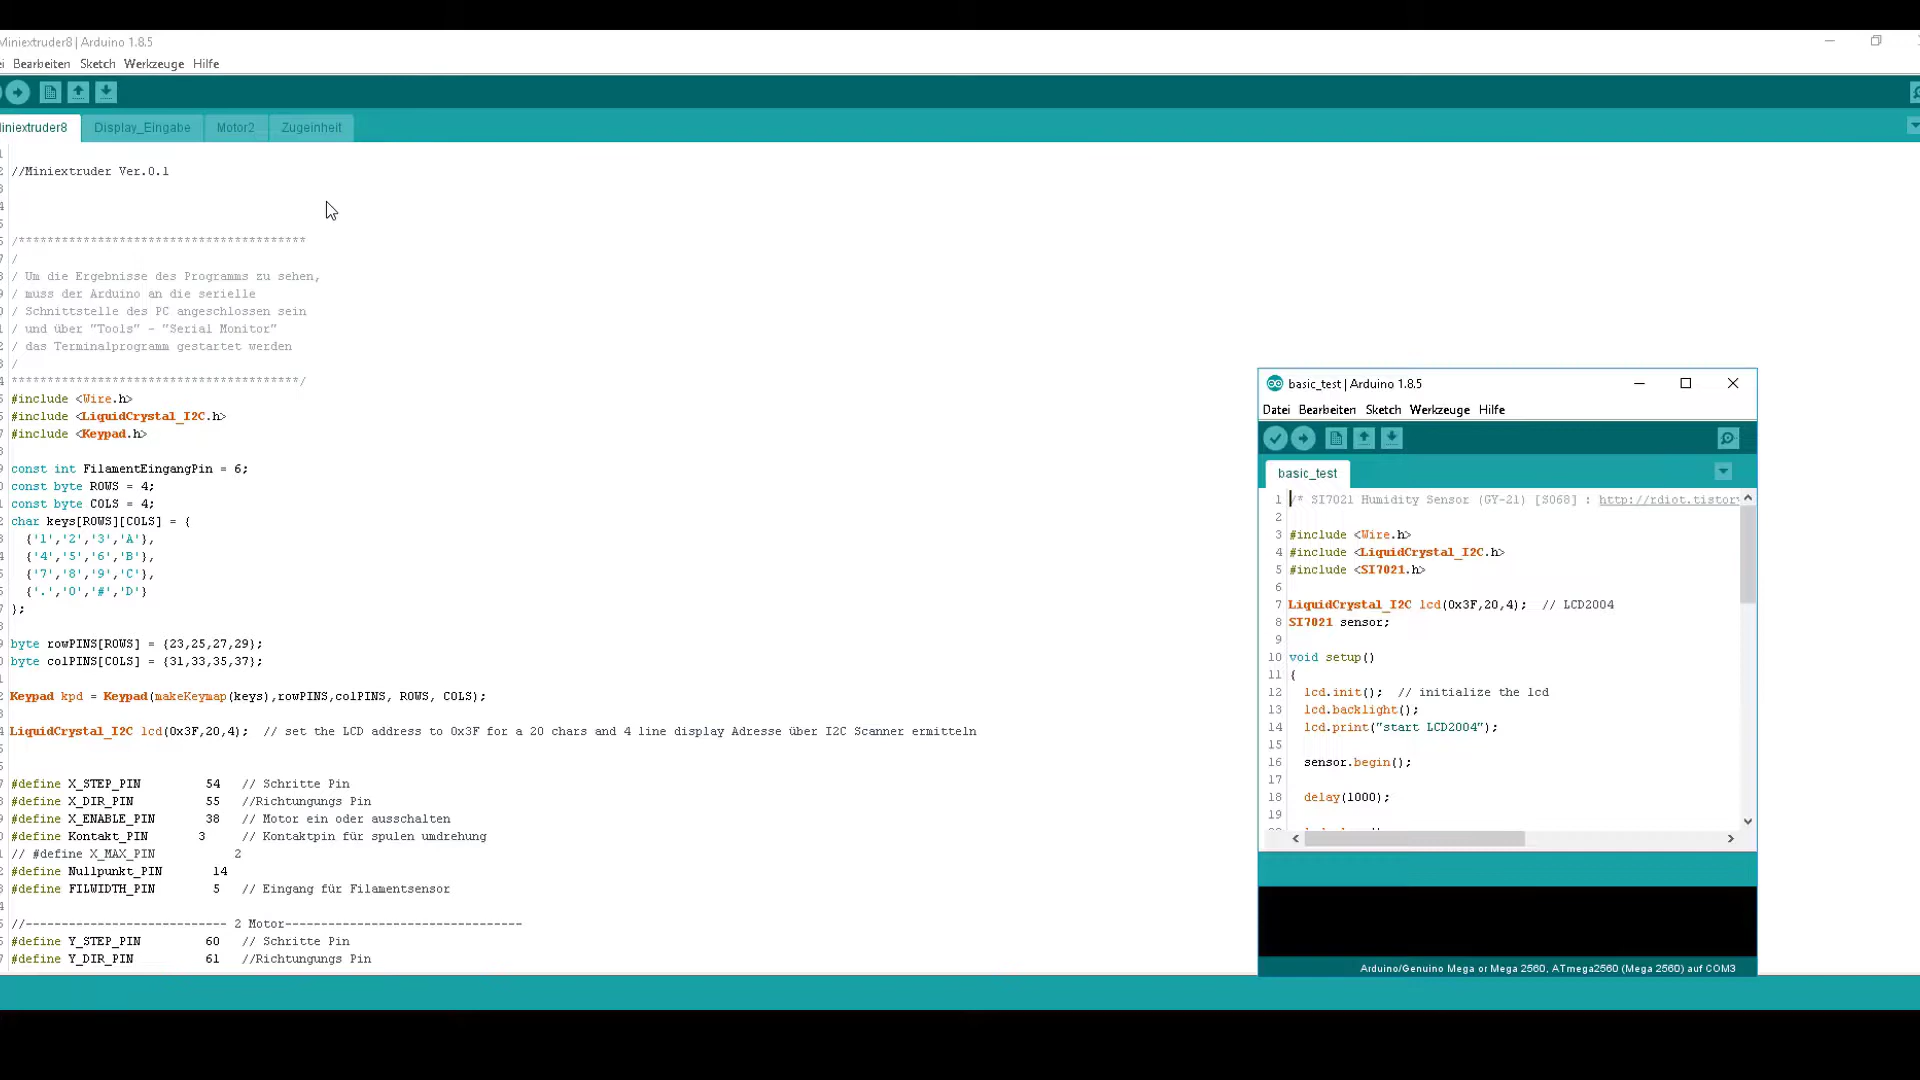 Miniextruder8 | Arduino 1.8.5
Bearbeiten Sketch Werkzeuge Hilfe
iniextruder8 Display_Eingabe Motor2 Zugeinheit
//Miniextruder Ver.0.1
/****************************************
/
/ Um die Ergebnisse des Programms zu sehen,
/ muss der Arduino an die serielle
/ Schnittstelle des PC angeschlossen sein
/ und über "Tools" - "Serial Monitor"
/ das Terminalprogramm gestartet werden
/
****************************************/
#include <Wire.h>
#include <LiquidCrystal_I2C.h>
#include <Keypad.h>
const int FilamentEingangPin = 6;
const byte ROWS = 4;
const byte COLS = 4;
char keys[ROWS][COLS] = {
{'1','2','3','A'},
{'4','5','6','B'},
{'7','8','9','C'},
{'.','0','#','D'}
};
byte rowPINS[ROWS] = {23,25,27,29};
byte colPINS[COLS] = {31,33,35,37};
Keypad kpd = Keypad(makeKeymap(keys),rowPINS,colPINS, ROWS, COLS);
LiquidCrystal_I2C lcd(0x3F,20,4); // set the LCD address to 0x3F for a 20 chars and 4 line display Adresse über I2C Scanner ermitteln
#define X_STEP_PIN 54 // Schritte Pin
#define X_DIR_PIN 55 //Richtungungs Pin
#define X_ENABLE_PIN 38 // Motor ein oder ausschalten
#define Kontakt_PIN 3 // Kontaktpin für spulen umdrehung
// #define X_MAX_PIN 2
#define Nullpunkt_PIN 14
#define FILWIDTH_PIN 5 // Eingang für Filamentsensor
//---------------------------- 2 Motor---------------------------------
#define Y_STEP_PIN 60 // Schritte Pin
#define Y_DIR_PIN 61 //Richtungungs Pin
basic_test | Arduino 1.8.5
Datei Bearbeiten Sketch Werkzeuge Hilfe
basic_test
1 /* SI7021 Humidity Sensor (GY-21) [S068] : http://rdiot.tistory
2
3 #include <Wire.h>
4 #include <LiquidCrystal_I2C.h>
5 #include <SI7021.h>
6
7 LiquidCrystal_I2C lcd(0x3F,20,4); // LCD2004
8 SI7021 sensor;
9
10 void setup()
11 {
12 lcd.init(); // initialize the lcd
13 lcd.backlight();
14 lcd.print("start LCD2004");
15
16 sensor.begin();
17
18 delay(1000);
19
Arduino/Genuino Mega or Mega 2560, ATmega2560 (Mega 2560) auf COM3